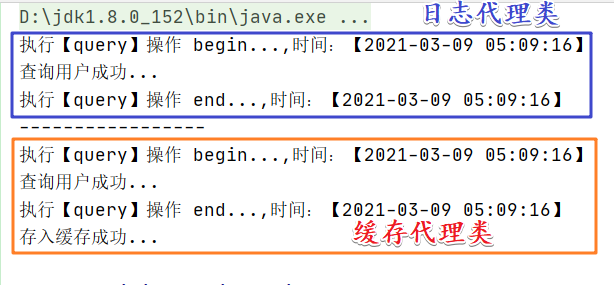 D:\jdk1.8.0_152\bin\java.exe ...
日志代理类
执行【query】操作 begin...,时间：【2021-03-09 05:09:16】
查询用户成功...
执行【query】操作 end...,时间：【2021-03-09 05:09:16】
-----------------
执行【query】操作 begin...,时间：【2021-03-09 05:09:16】
查询用户成功...
执行【query】操作 end...,时间：【2021-03-09 05:09:16】
存入缓存成功...
缓存代理类